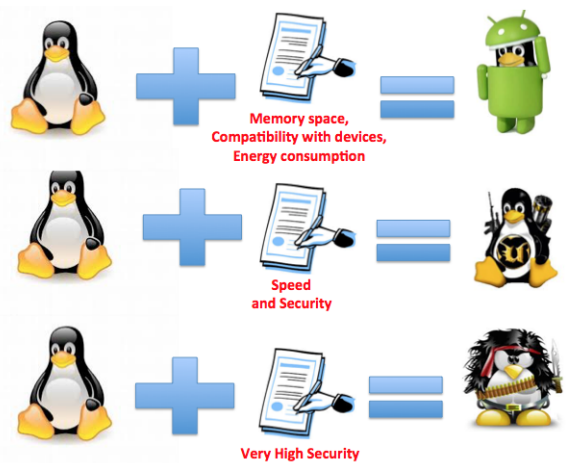 Memory space,
Compatibility with devices,
Energy consumption
Speed
and Security
Very High Security